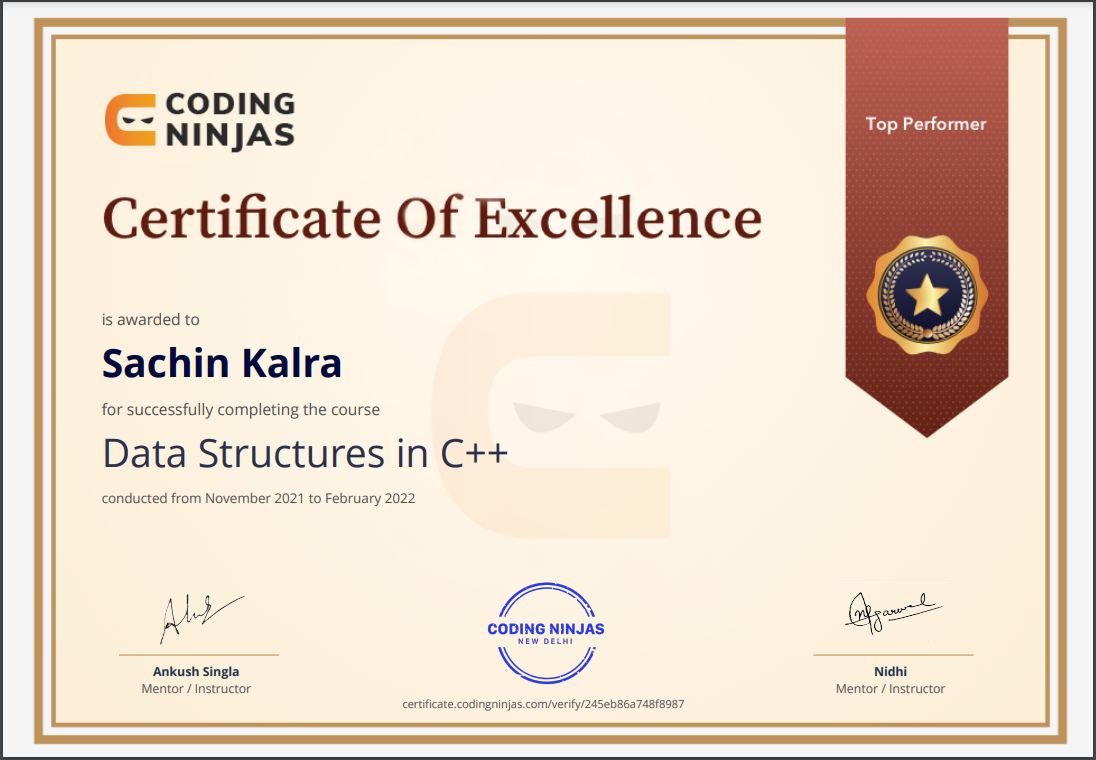 CODING
NINJAS
Top Performer
Certificate Of Excellence
is awarded to
Sachin Kalra
for successfully completing the course
Data Structures in C++
conducted from November 2021 to February 2022
CODING NINJAS
NEW DELHI
Ankush Singla
Mentor / Instructor
Nidhi
Mentor / Instructor
certificate.codingninjas.com/verify/245eb86a748f8987